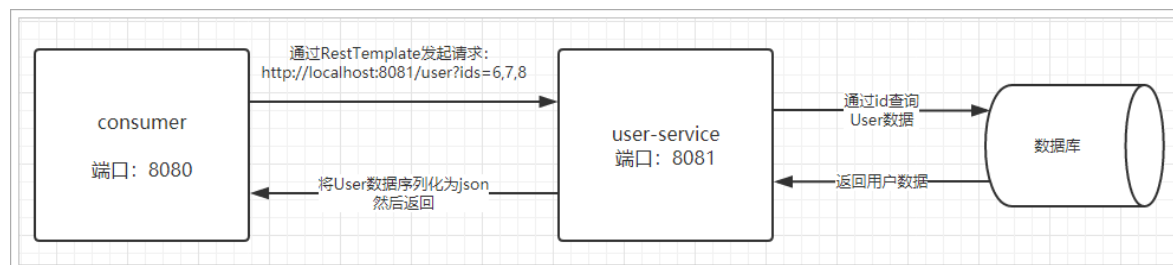 通过RestTemplate发起请求:
http://localhost:8081/user?ids=6,7,8
consumer
端口：8080
将User数据序列化为json
然后返回
user-service
端口：8081
通过id查询
User数据
返回用户数据
数据库